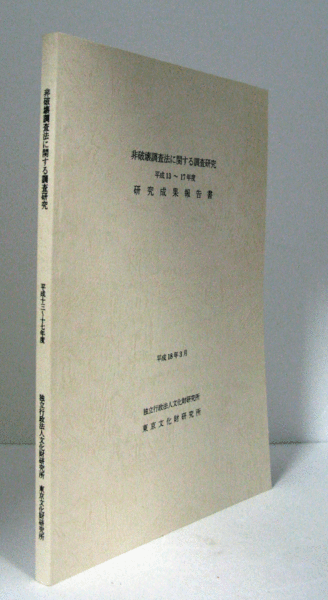 非破壊調査法に関する調査研究
平成十三〜十七年度
独立行政法人文化財研究所 東京文化財研究所
非破壊調査法に関する調査研究
平成13～17年度
研究成果報告書
平成18年3月
独立行政法人文化財研究所
東京文化財研究所